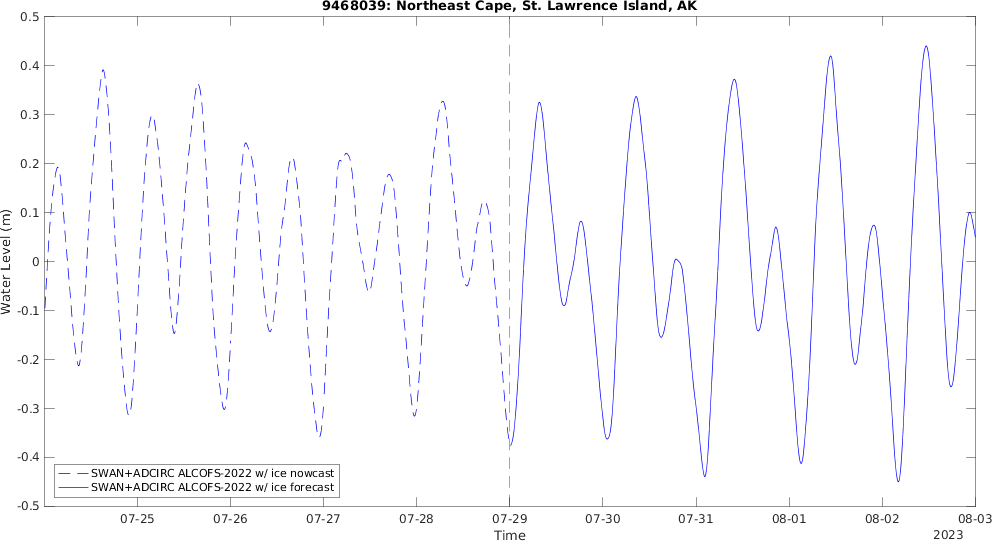 9468039: Northeast Cape, St. Lawrence Island, AK
Water Level (m)
0.5
0.4
0.3
0.2
0.1
0
-0.1
-0.2
-0.3
-0.4
-0.5
SWAN+ADCIRC ALCOFS-2022 w/ ice nowcast
SWAN+ADCIRC ALCOFS-2022 w/ ice forecast
07-25 07-26 07-27 07-28 07-29 07-30 07-31 08-01 08-02 08-03
Time
2023